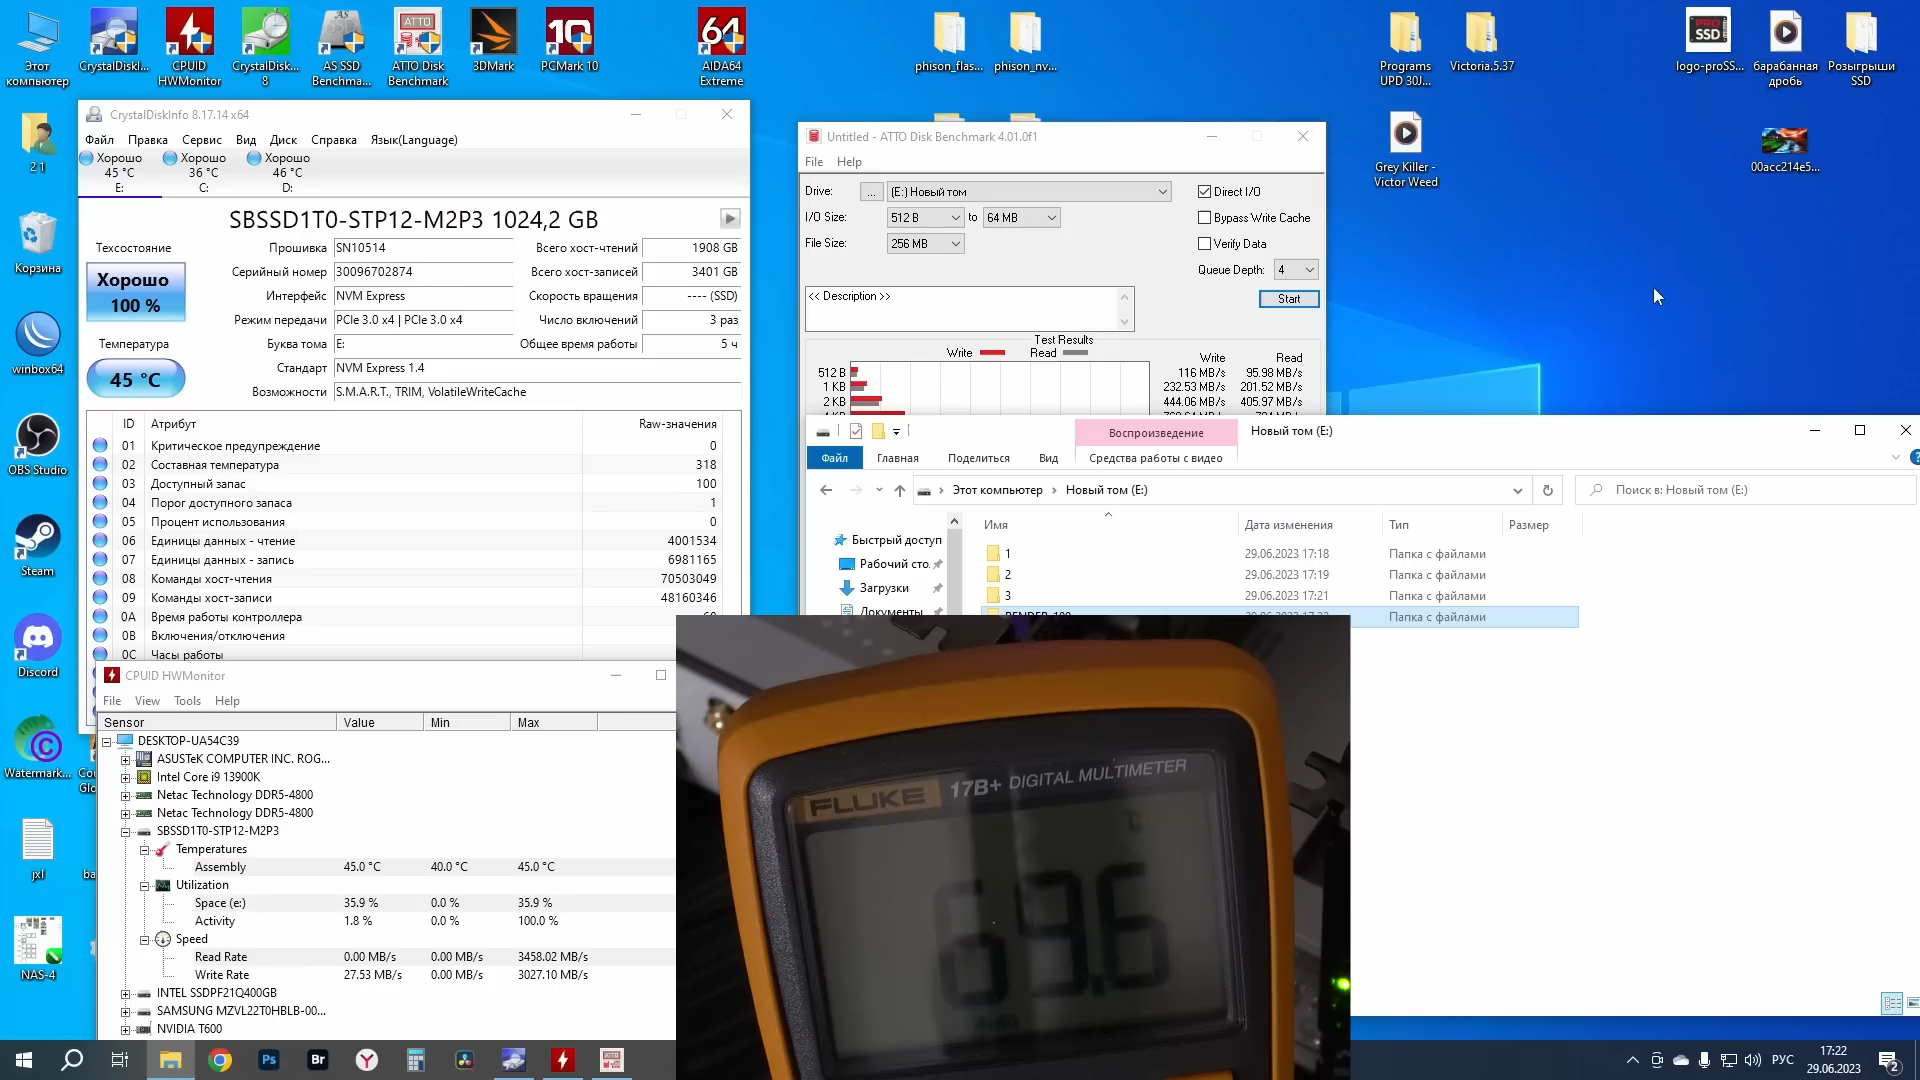 Этот компьютер
CrystalDiskI...
CPUID HWMonitor
CrystalDisk... 8
AS SSD Benchma...
ATTO Disk Benchmark
3DMark
PCMark 10
AIDA64 Extreme
phison_flas...
phison_nv...
Programs UPD 30J...
Victoria.5.37
logo-proSS...
барабанная дробь
Розыгрыши SSD
2 1
Корзина
winbox64
OBS Studio
Steam
Discord
Watermark...
jxl
NAS-4
Grey Killer - Victor Weed
00acc214e5...
CrystalDiskInfo 8.17.14 x64
Файл Правка Сервис Вид Диск Справка Язык(Language)
Хорошо Хорошо Хорошо
45 °C 36 °C 46 °C
E: C: D:
SBSSD1T0-STP12-M2P3 1024,2 GB
Техсостояние
Хорошо
100 %
Температура
45 °C
Прошивка SN10514
Серийный номер 30096702874
Интерфейс NVM Express
Режим передачи PCIe 3.0 x4 | PCIe 3.0 x4
Буква тома E:
Стандарт NVM Express 1.4
Возможности S.M.A.R.T., TRIM, VolatileWriteCache
Всего хост-чтений 1908 GB
Всего хост-записей 3401 GB
Скорость вращения ---- (SSD)
Число включений 3 раз
Общее время работы 5 ч
ID Атрибут Raw-значения
01 Критическое предупреждение 0
02 Составная температура 318
03 Доступный запас 100
04 Порог доступного запаса 1
05 Процент использования 0
06 Единицы данных - чтение 4001534
07 Единицы данных - запись 6981165
08 Команды хост-чтения 70503049
09 Команды хост-записи 48160346
0A Время работы контроллера
0B Включения/отключения
0C Часы работы
CPUID HWMonitor
File View Tools Help
Sensor Value Min Max
DESKTOP-UA54C39
ASUSTeK COMPUTER INC. ROG...
Intel Core i9 13900K
Netac Technology DDR5-4800
Netac Technology DDR5-4800
SBSSD1T0-STP12-M2P3
Temperatures
Assembly 45.0 °C 40.0 °C 45.0 °C
Utilization
Space (e:) 35.9 % 0.0 % 35.9 %
Activity 1.8 % 0.0 % 100.0 %
Speed
Read Rate 0.00 MB/s 0.00 MB/s 3458.02 MB/s
Write Rate 27.53 MB/s 0.00 MB/s 3027.10 MB/s
INTEL SSDPF21Q400GB
SAMSUNG MZVL22T0HBLB-00...
NVIDIA T600
Untitled - ATTO Disk Benchmark 4.01.0f1
File Help
Drive: ... (E:) Новый том
I/O Size: 512 B to 64 MB
File Size: 256 MB
Direct I/O
Bypass Write Cache
Verify Data
Queue Depth: 4
<< Description >>
Start
Test Results
Write Read
Write Read
512 B 116 MB/s 95.98 MB/s
1 KB 232.53 MB/s 201.52 MB/s
2 KB 444.06 MB/s 405.97 MB/s
Воспроизведение Новый том (E:)
Файл Главная Поделиться Вид Средства работы с видео
Этот компьютер › Новый том (E:)
Поиск в: Новый том (E:)
Быстрый доступ
Рабочий сто.
Загрузки
Документы
Имя Дата изменения Тип Размер
1 29.06.2023 17:18 Папка с файлами
2 29.06.2023 17:19 Папка с файлами
3 29.06.2023 17:21 Папка с файлами
Папка с файлами
FLUKE 17B+ DIGITAL MULTIMETER
69.6
РУС
17:22
29.06.2023
2